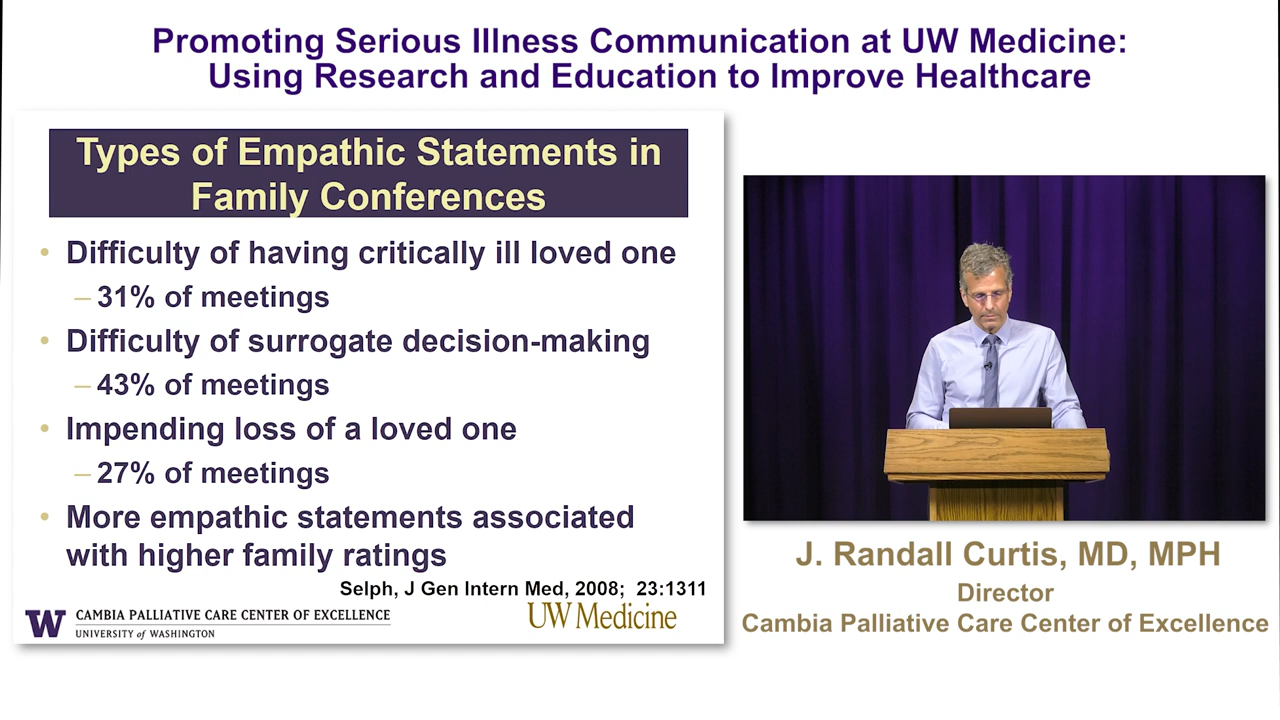 Promoting Serious Illness Communication at UW Medicine:
Using Research and Education to Improve Healthcare
Types of Empathic Statements in
Family Conferences
• Difficulty of having critically ill loved one
– 31% of meetings
• Difficulty of surrogate decision-making
– 43% of meetings
• Impending loss of a loved one
– 27% of meetings
• More empathic statements associated
with higher family ratings
Selph, J Gen Intern Med, 2008; 23:1311
W CAMBIA PALLIATIVE CARE CENTER OF EXCELLENCE
UNIVERSITY of WASHINGTON
UW Medicine
J. Randall Curtis, MD, MPH
Director
Cambia Palliative Care Center of Excellence